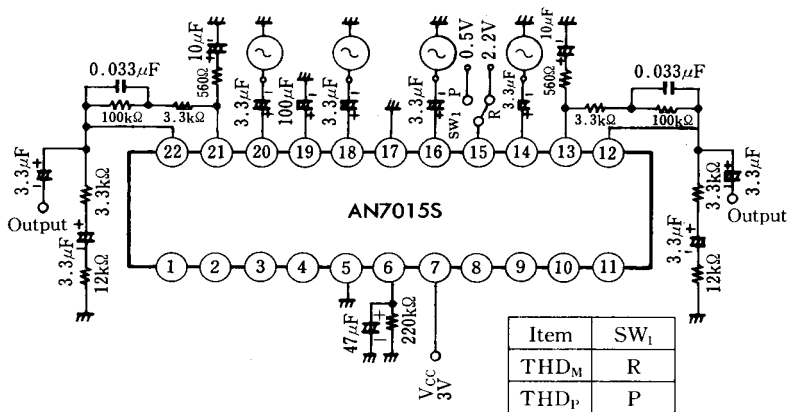 10μF
0.5V
2.2V
10μF
0.033μF
560Ω
3.3μF
100μF
3.3μF
3.3μF
SW₁
P
R
3.3μF
560Ω
0.033μF
100kΩ
3.3kΩ
3.3kΩ
100kΩ
22 21 20 19 18 17 16 15 14 13 12
3.3μF
3.3kΩ
Output
3.3μF
12kΩ
AN7015S
3.3kΩ
3.3μF
Output
3.3μF
12kΩ
1 2 3 4 5 6 7 8 9 10 11
47μF
220kΩ
VCC
3V
Item SW₁
THDM R
THDP P